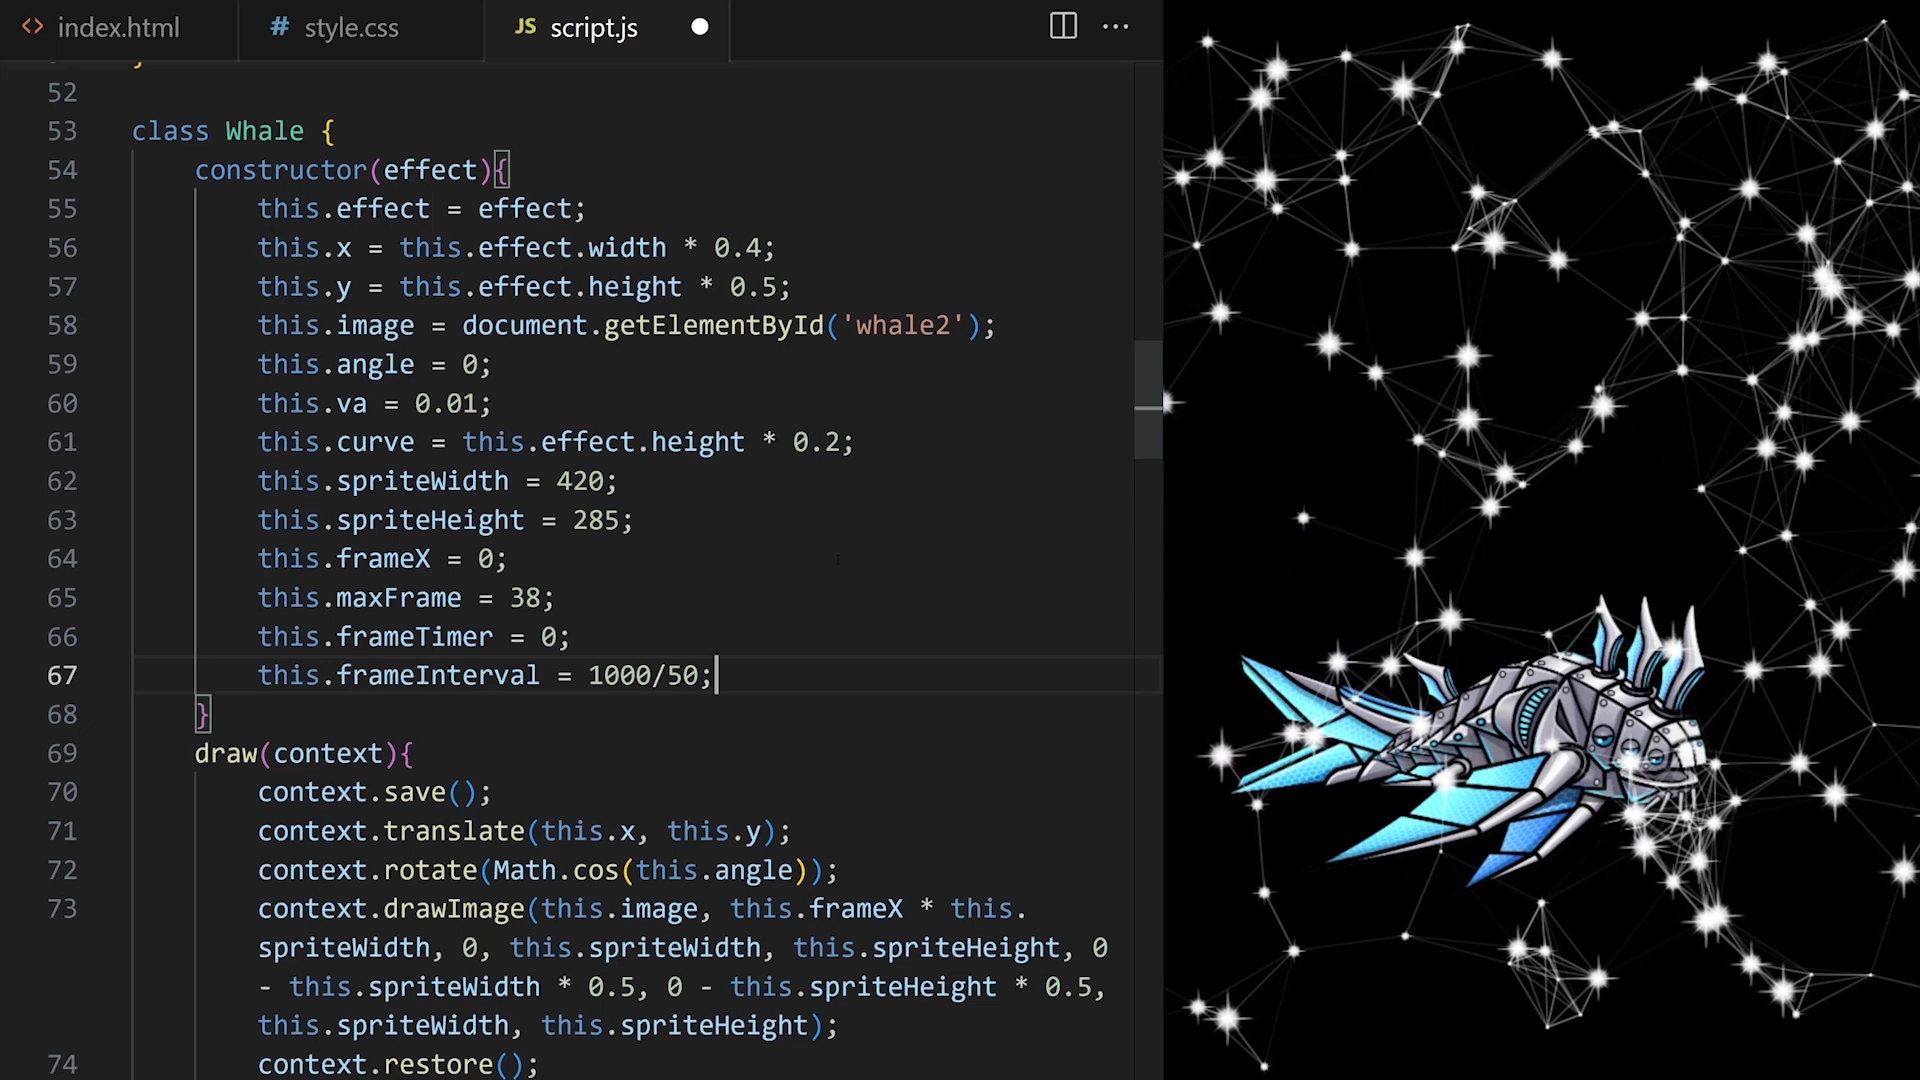 <> index.html # style.css JS script.js ● ···
52
53 class Whale {
54 constructor(effect){
55 this.effect = effect;
56 this.x = this.effect.width * 0.4;
57 this.y = this.effect.height * 0.5;
58 this.image = document.getElementById('whale2');
59 this.angle = 0;
60 this.va = 0.01;
61 this.curve = this.effect.height * 0.2;
62 this.spriteWidth = 420;
63 this.spriteHeight = 285;
64 this.frameX = 0;
65 this.maxFrame = 38;
66 this.frameTimer = 0;
67 this.frameInterval = 1000/50;
68 }
69 draw(context){
70 context.save();
71 context.translate(this.x, this.y);
72 context.rotate(Math.cos(this.angle));
73 context.drawImage(this.image, this.frameX * this.
spriteWidth, 0, this.spriteWidth, this.spriteHeight, 0
- this.spriteWidth * 0.5, 0 - this.spriteHeight * 0.5,
this.spriteWidth, this.spriteHeight);
74 context.restore();